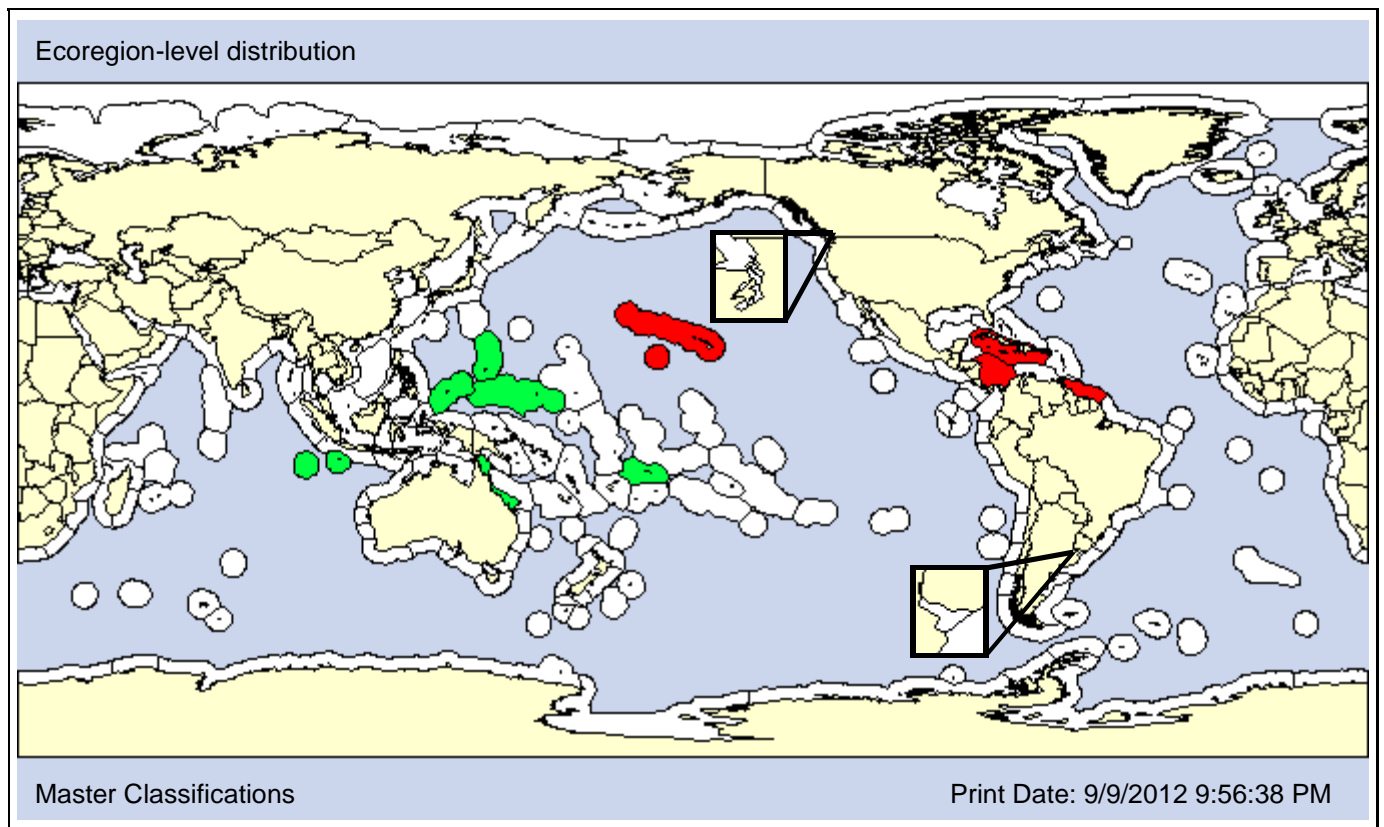 Ecoregion-level distribution
Master Classifications
Print Date: 9/9/2012 9:56:38 PM